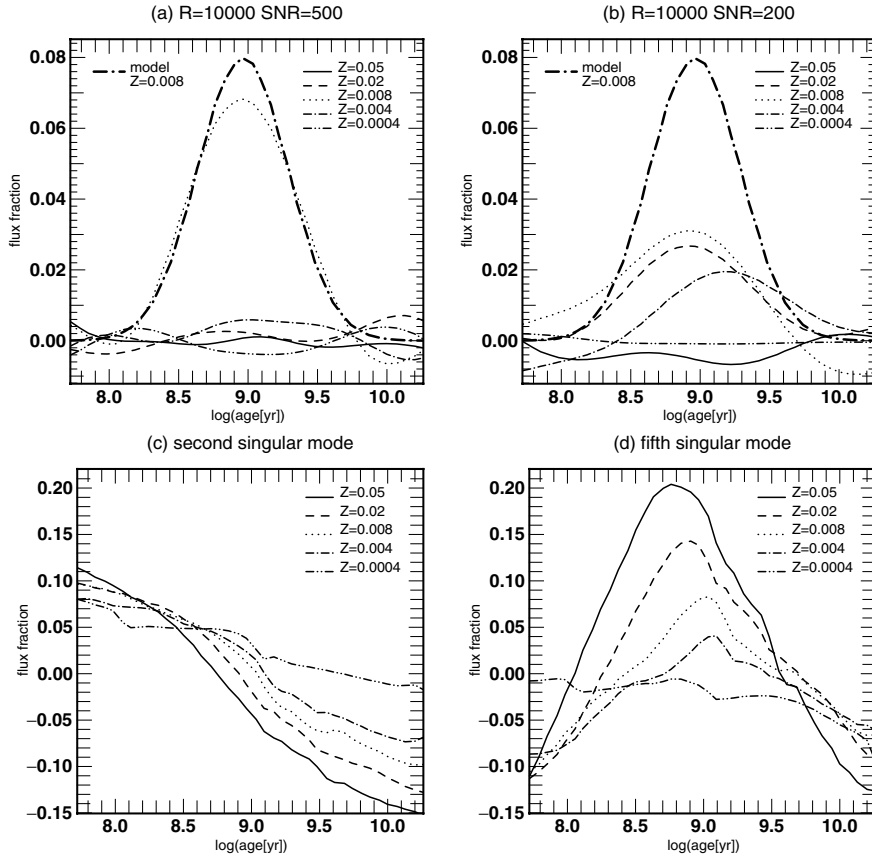 (a) R=10000 SNR=500
model
Z=0.008
Z=0.05
Z=0.02
Z=0.008
Z=0.004
Z=0.0004
0.08
0.06
0.04
0.02
0.00
flux fraction
8.0 8.5 9.0 9.5 10.0
log(age[yr])
(b) R=10000 SNR=200
model
Z=0.008
Z=0.05
Z=0.02
Z=0.008
Z=0.004
Z=0.0004
0.08
0.06
0.04
0.02
0.00
flux fraction
8.0 8.5 9.0 9.5 10.0
log(age[yr])
(c) second singular mode
Z=0.05
Z=0.02
Z=0.008
Z=0.004
Z=0.0004
0.20
0.15
0.10
0.05
0.00
−0.05
−0.10
−0.15
flux fraction
8.0 8.5 9.0 9.5 10.0
log(age[yr])
(d) fifth singular mode
Z=0.05
Z=0.02
Z=0.008
Z=0.004
Z=0.0004
0.20
0.15
0.10
0.05
0.00
−0.05
−0.10
−0.15
flux fraction
8.0 8.5 9.0 9.5 10.0
log(age[yr])